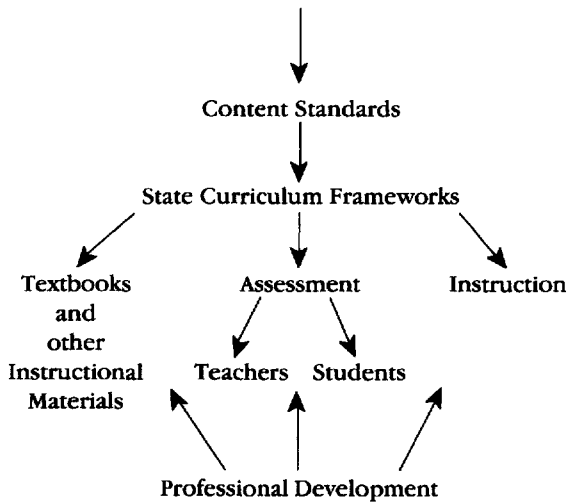 Content Standards
State Curriculum Frameworks
Textbooks
and
other
Instructional
Materials
Assessment
Instruction
Teachers
Students
Professional Development